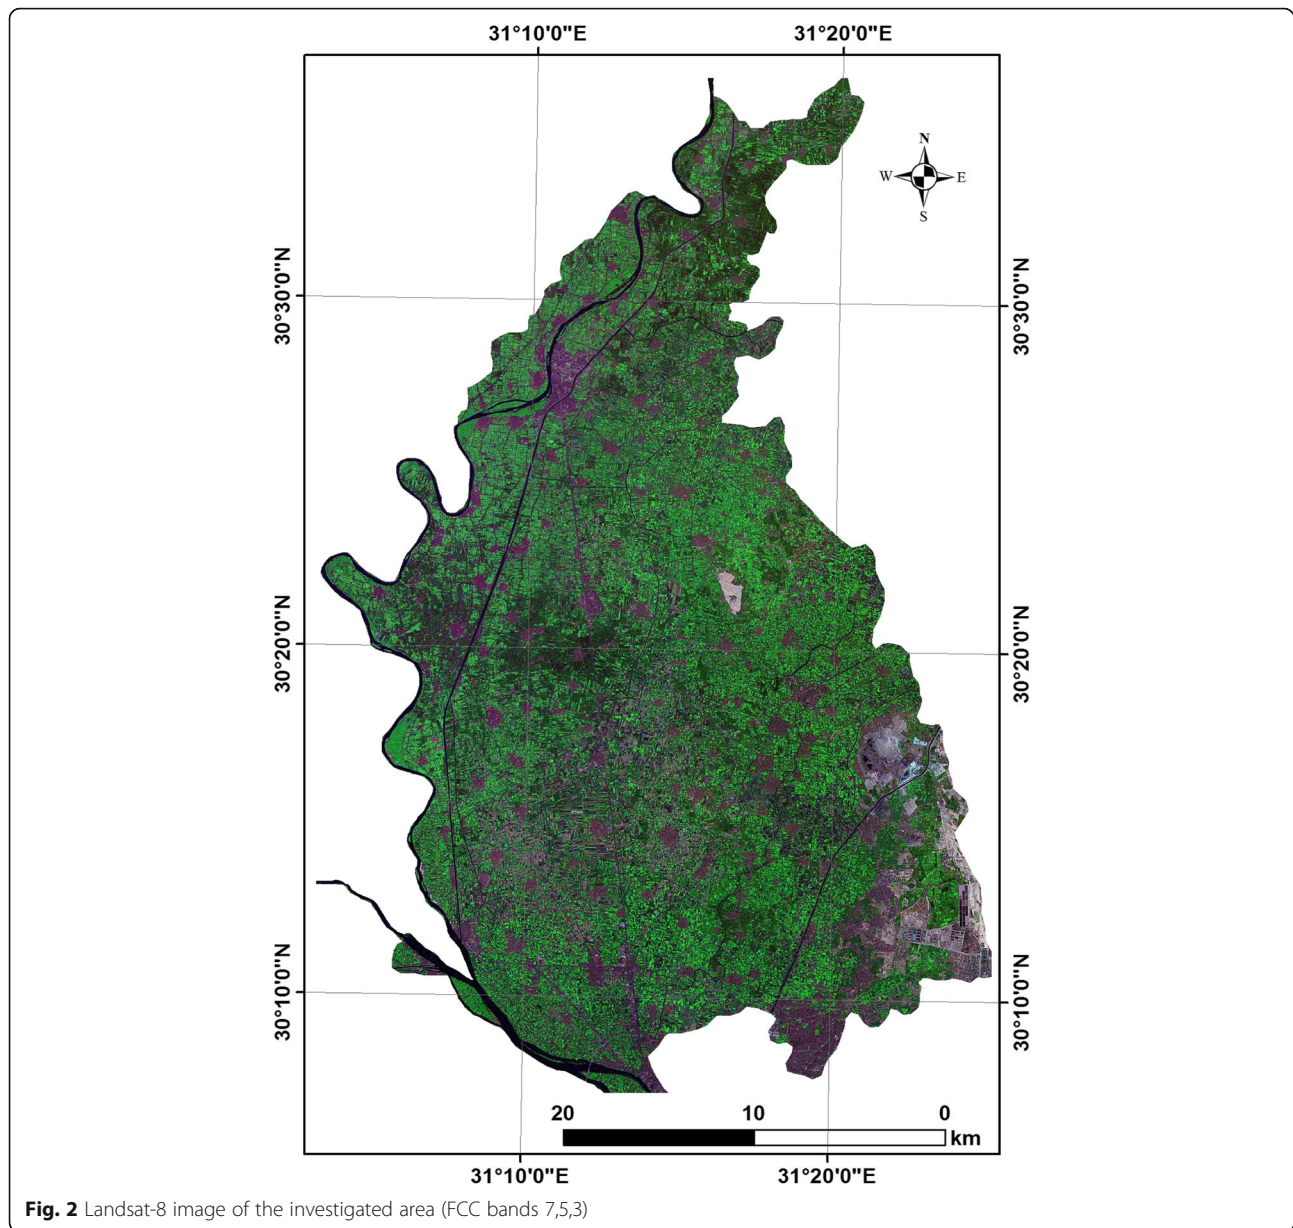 31°10'0"E 31°20'0"E
N
W E
S
30°30'0"N 30°30'0"N
30°20'0"N 30°20'0"N
30°10'0"N 30°10'0"N
20 10 0
km
31°10'0"E 31°20'0"E
Fig. 2 Landsat-8 image of the investigated area (FCC bands 7,5,3)